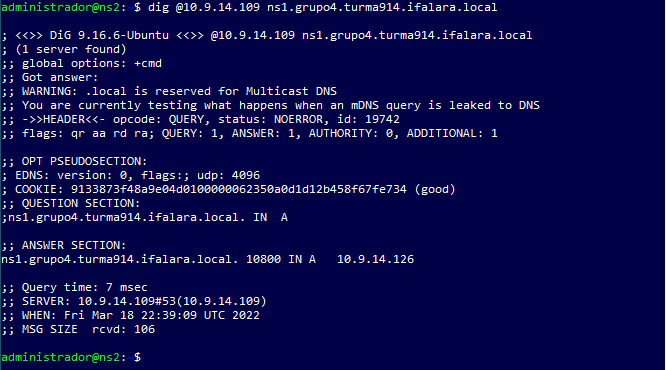 administrador@ns2:~$ dig @10.9.14.109 ns1.grupo4.turma914.ifalara.local

; <<>> DiG 9.16.6-Ubuntu <<>> @10.9.14.109 ns1.grupo4.turma914.ifalara.local
; (1 server found)
;; global options: +cmd
;; Got answer:
;; WARNING: .local is reserved for Multicast DNS
;; You are currently testing what happens when an mDNS query is leaked to DNS
;; ->>HEADER<<- opcode: QUERY, status: NOERROR, id: 19742
;; flags: qr aa rd ra; QUERY: 1, ANSWER: 1, AUTHORITY: 0, ADDITIONAL: 1

;; OPT PSEUDOSECTION:
; EDNS: version: 0, flags:; udp: 4096
; COOKIE: 9133873f48a9e04d0100000062350a0d1d12b458f67fe734 (good)
;; QUESTION SECTION:
;ns1.grupo4.turma914.ifalara.local. IN A

;; ANSWER SECTION:
ns1.grupo4.turma914.ifalara.local. 10800 IN A 10.9.14.126

;; Query time: 7 msec
;; SERVER: 10.9.14.109#53(10.9.14.109)
;; WHEN: Fri Mar 18 22:39:09 UTC 2022
;; MSG SIZE rcvd: 106

administrador@ns2:~$